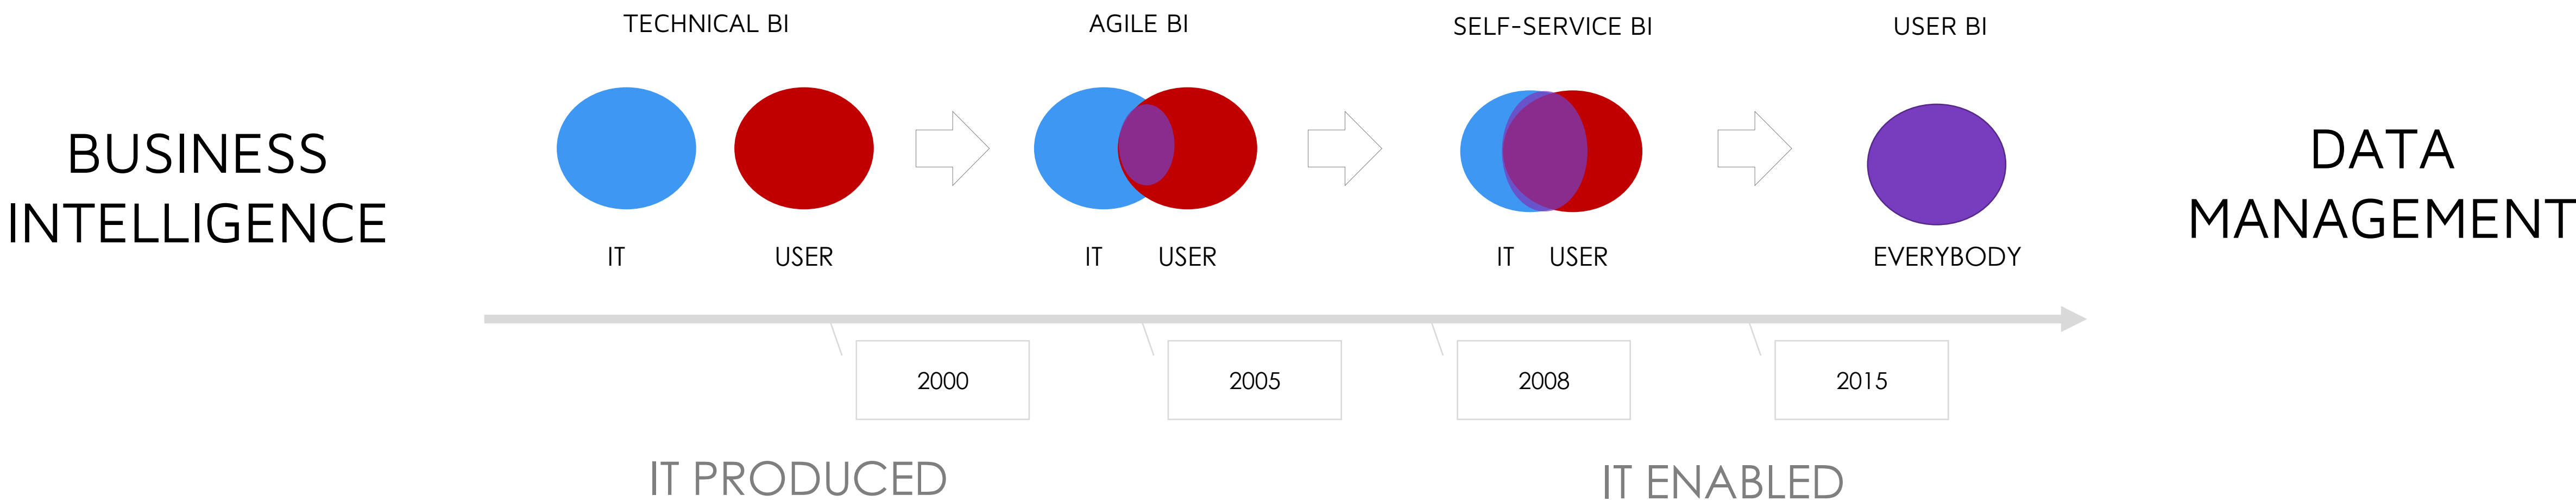 BUSINESS
INTELLIGENCE
TECHNICAL BI
AGILE BI
SELF-SERVICE BI
USER BI
IT
USER
IT
USER
IT
USER
EVERYBODY
DATA
MANAGEMENT
2000
2005
2008
2015
IT PRODUCED
IT ENABLED